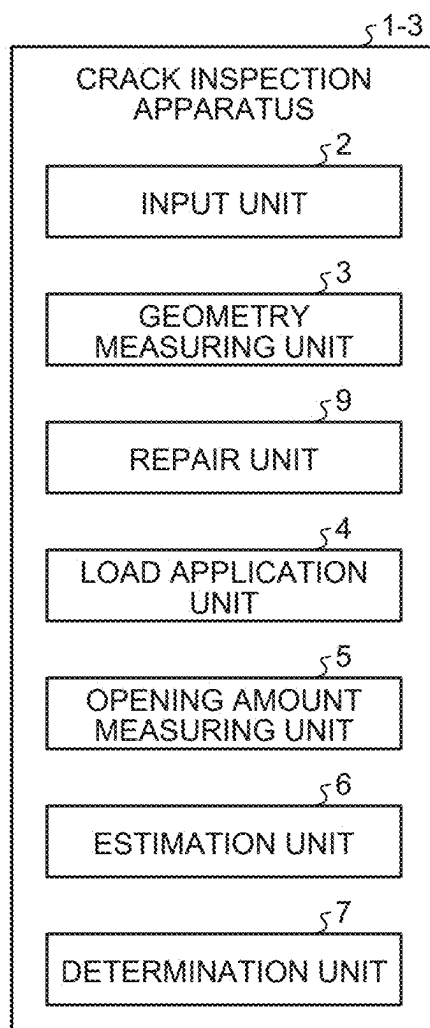 1-3
CRACK INSPECTION
APPARATUS
2
INPUT UNIT
3
GEOMETRY
MEASURING UNIT
9
REPAIR UNIT
4
LOAD APPLICATION
UNIT
5
OPENING AMOUNT
MEASURING UNIT
6
ESTIMATION UNIT
7
DETERMINATION UNIT